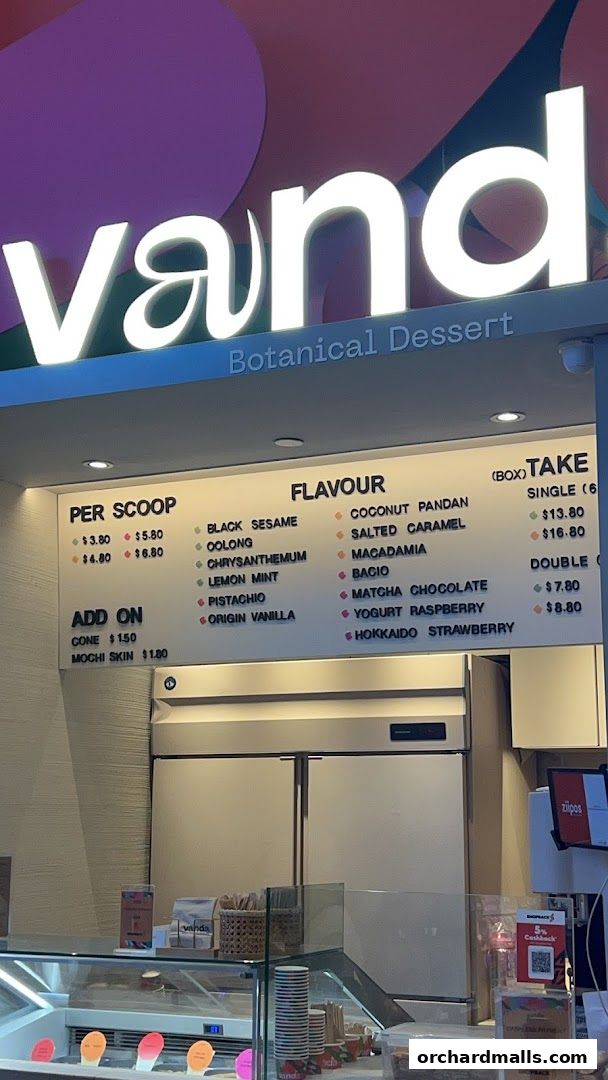 vand
Botanical Dessert
PER SCOOP
$3.80 $5.80
$4.80 $6.80
ADD ON
CONE $1.50
MOCHI SKIN $1.80
FLAVOUR
BLACK SESAME
OOLONG
CHRYSANTHEMUM
LEMON MINT
PISTACHIO
ORIGIN VANILLA
COCONUT PANDAN
SALTED CARAMEL
MACADAMIA
BACIO
MATCHA CHOCOLATE
YOGURT RASPBERRY
HOKKAIDO STRAWBERRY
(BOX) TAKE
SINGLE (6
$13.80
$16.80
DOUBLE
$7.80
$8.80
ziipos
vanda
SHOPBACK
5%
Cashback*
orchardmalls.com